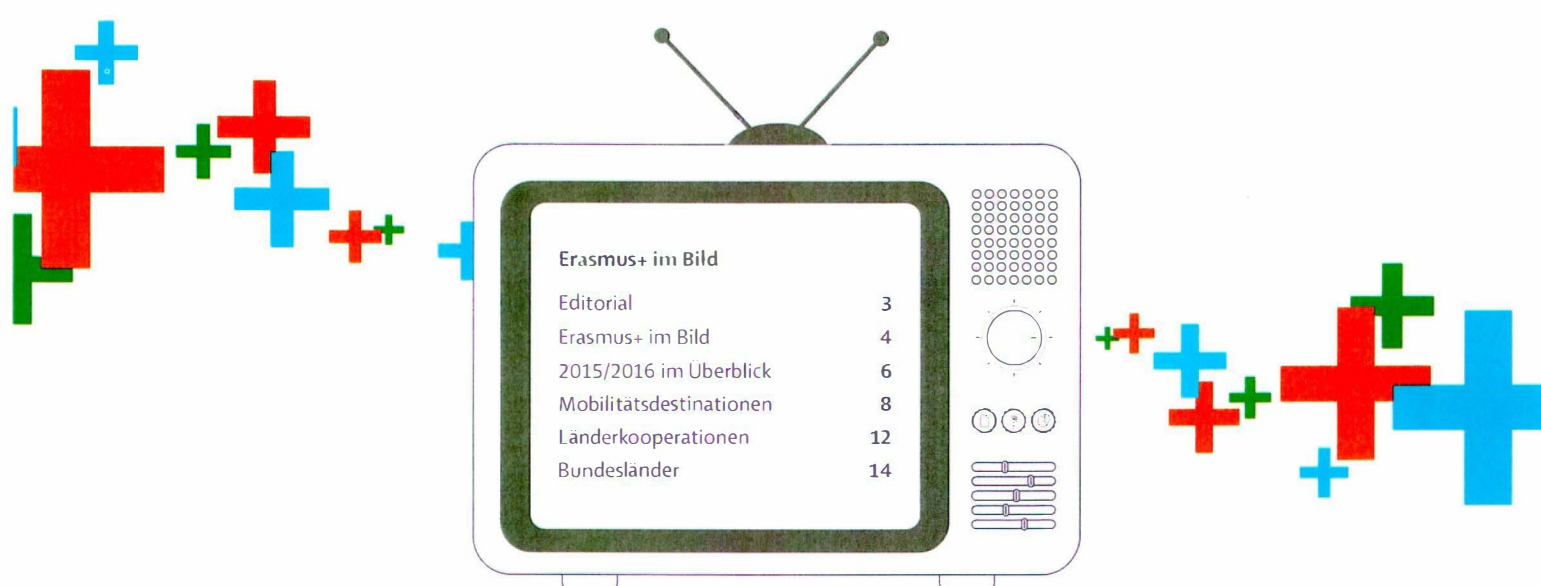 Erasmus+ im Bild
Editorial 3
Erasmus+ im Bild 4
2015/2016 im Überblick 6
Mobilitätsdestinationen 8
Länderkooperationen 12
Bundesländer 14